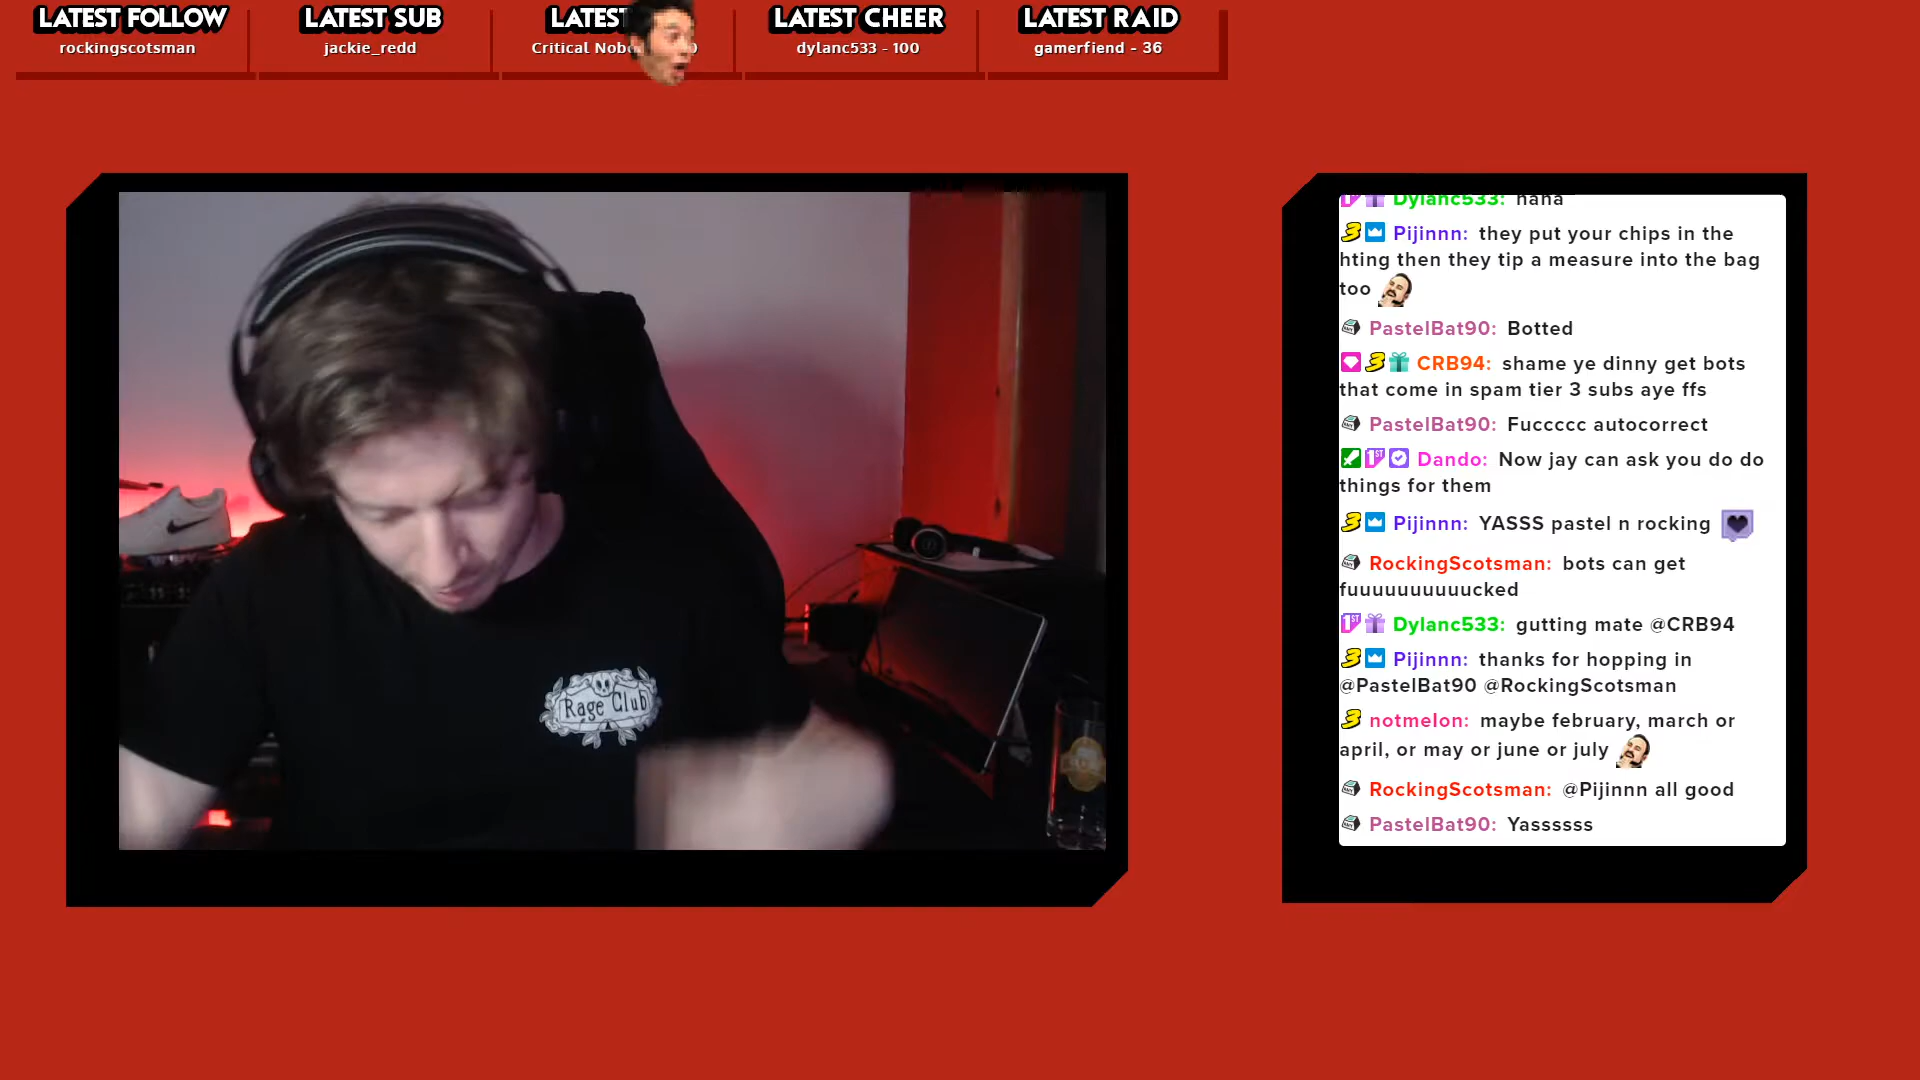 LATEST FOLLOW
rockingscotsman
LATEST SUB
jackie_redd
LATEST
Critical
LATEST CHEER
dylanc533 - 100
LATEST RAID
gamerfiend - 36
Rage Club
Dylanc533: haha
Pijinnn: they put your chips in the
hting then they tip a measure into the bag
too
PastelBat90: Botted
CRB94: shame ye dinny get bots
that come in spam tier 3 subs aye ffs
PastelBat90: Fuccccc autocorrect
Dando: Now jay can ask you do do
things for them
Pijinnn: YASSS pastel n rocking
RockingScotsman: bots can get
fuuuuuuuuuucked
Dylanc533: gutting mate @CRB94
Pijinnn: thanks for hopping in
@PastelBat90 @RockingScotsman
notmelon: maybe february, march or
april, or may or june or july
RockingScotsman: @Pijinnn all good
PastelBat90: Yassssss